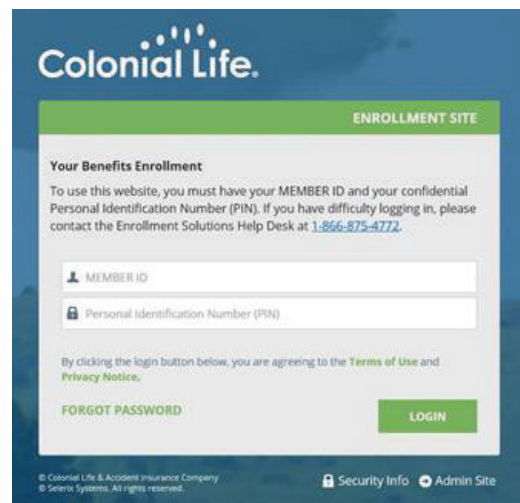 Colonial Life.
ENROLLMENT SITE
Your Benefits Enrollment
To use this website, you must have your MEMBER ID and your confidential
Personal Identification Number (PIN). If you have difficulty logging in, please
contact the Enrollment Solutions Help Desk at 1-866-875-4772.
MEMBER ID
Personal Identification Number (PIN)
By clicking the login button below, you are agreeing to the Terms of Use and
Privacy Notice.
FORGOT PASSWORD
LOGIN
© Colonial Life & Accident Insurance Company
© Selerix Systems. All rights reserved.
Security Info
Admin Site